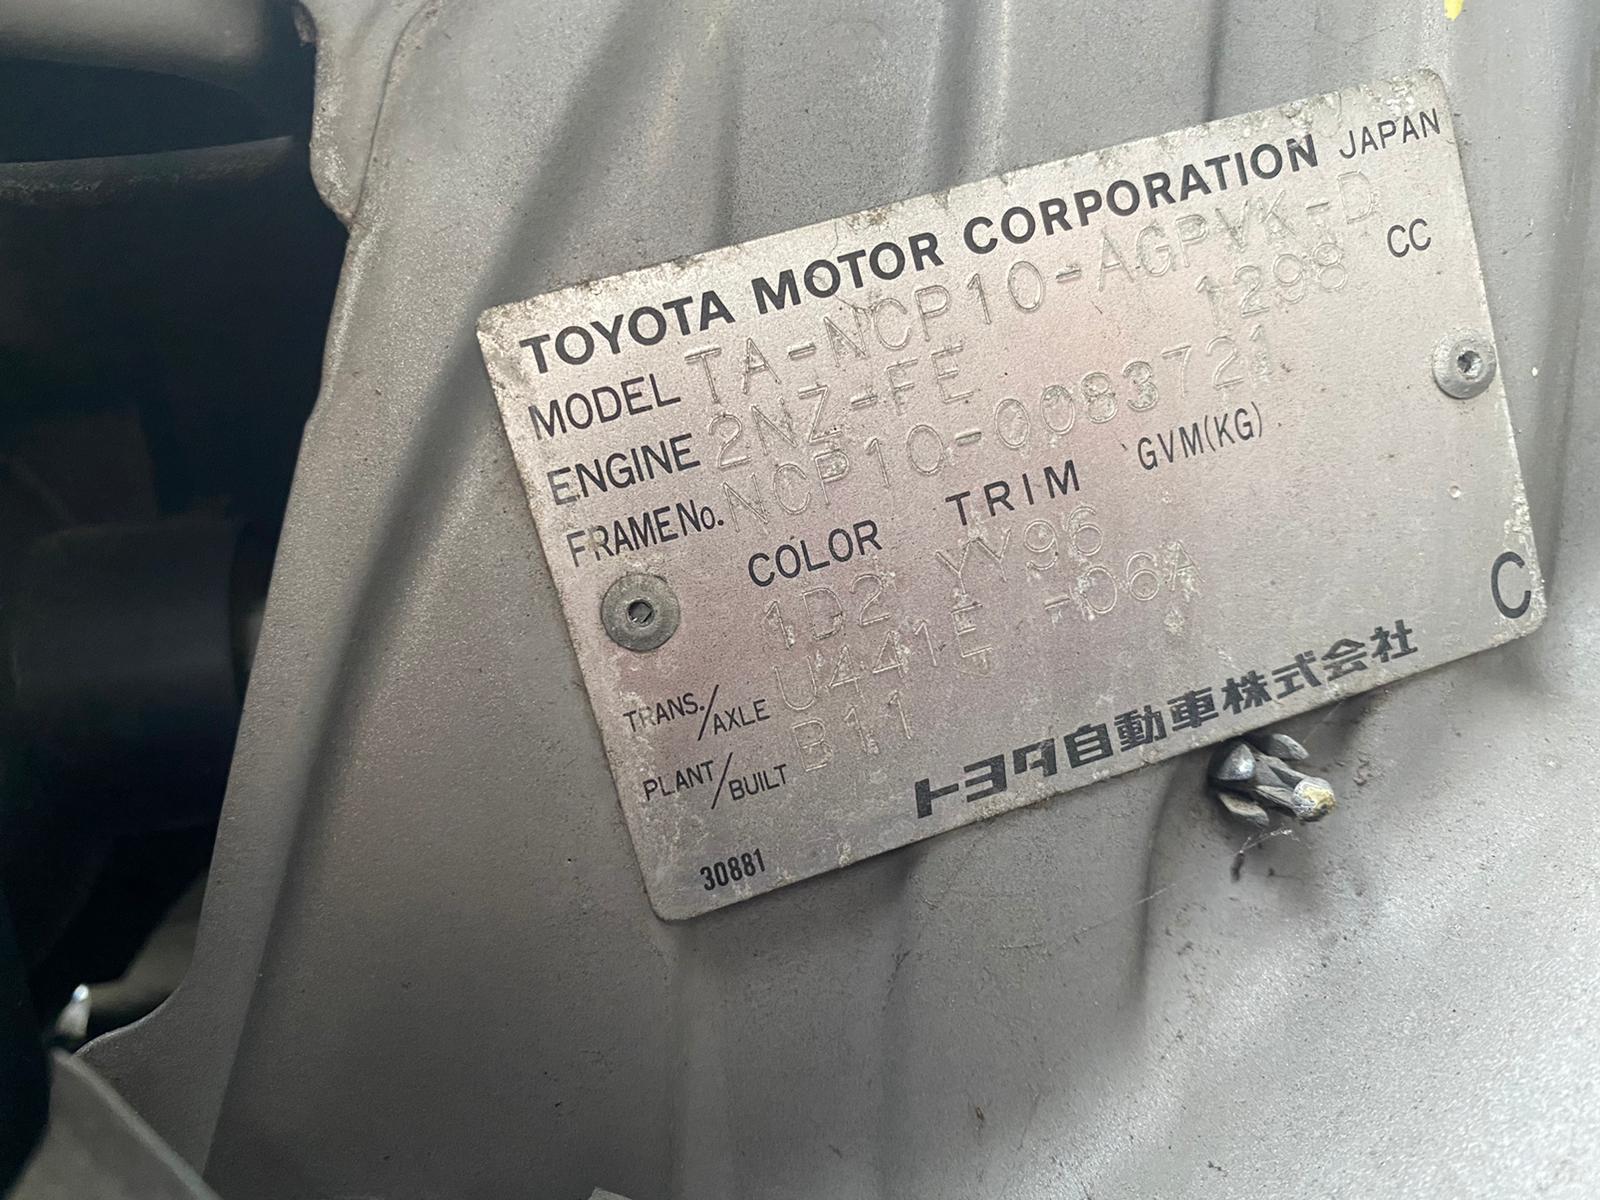 TOYOTA MOTOR CORPORATION JAPAN
MODEL TA-NCP10-AGPVK-D
ENGINE 2NZ-FE 1298 CC
FRAME No. NCP10-0083721
COLOR TRIM GVM(KG)
1D2 YY96
TRANS./AXLE U441E -06A
PLANT/BUILT B11
トヨタ自動車株式会社
C
30881